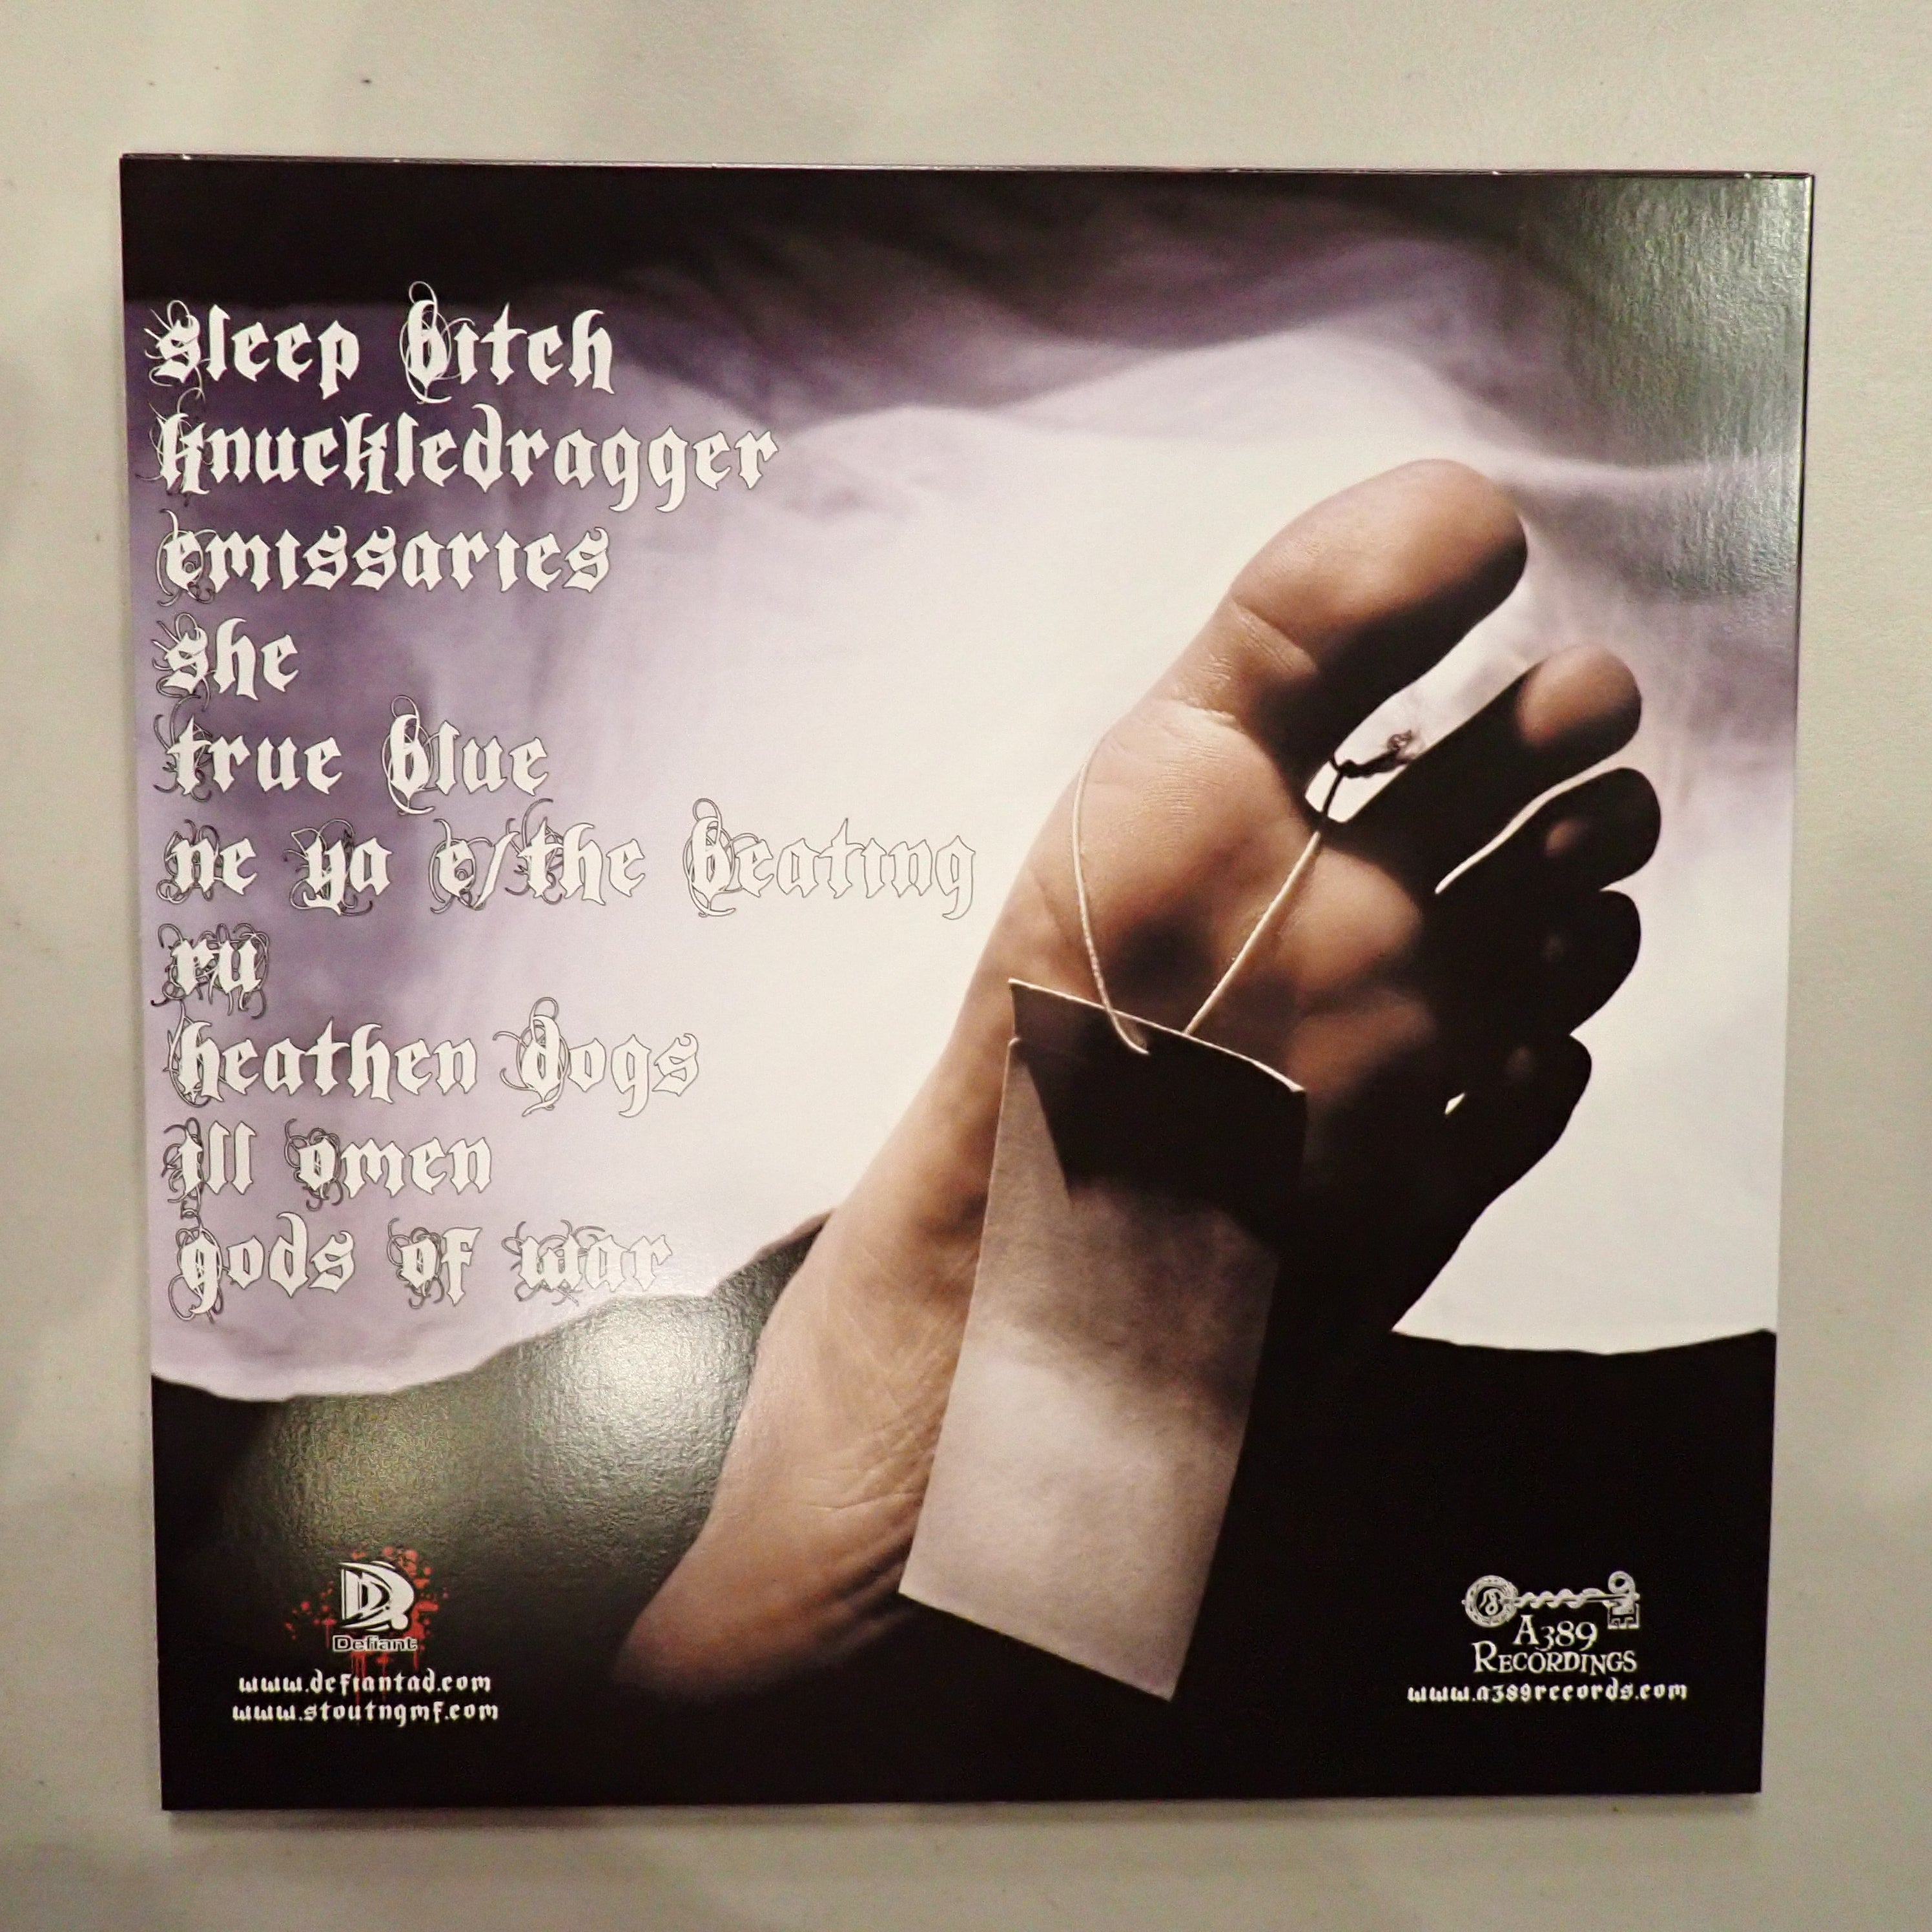 sleep bitch
knuckledragger
emissaries
she
true blue
ne ya e/the beating
ru
heathen dogs
ill omen
gods of war
Defiant
www.defiantad.com
www.stoutngmf.com
A389
RECORDINGS
www.a389records.com